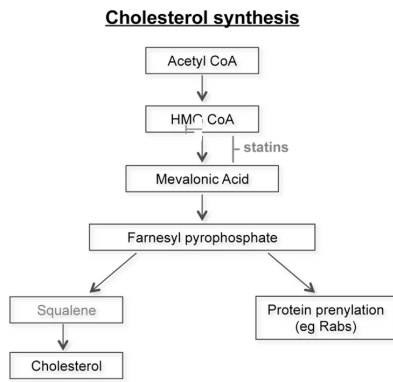 Cholesterol synthesis
Acetyl CoA
HMG CoA
statins
Mevalonic Acid
Farnesyl pyrophosphate
Squalene
Protein prenylation
(eg Rabs)
Cholesterol